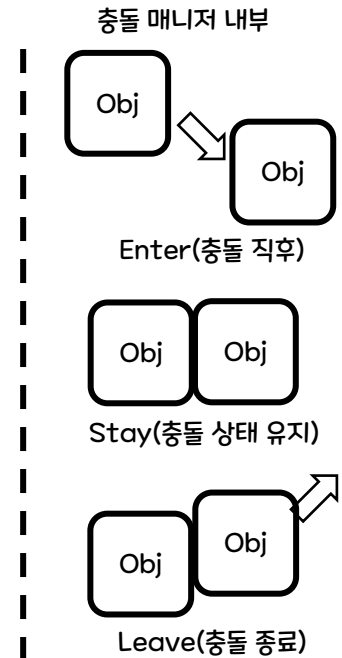 충돌 매니저 내부
Obj
Obj
Enter(충돌 직후)
Obj Obj
Stay(충돌 상태 유지)
Obj
Obj
Leave(충돌 종료)